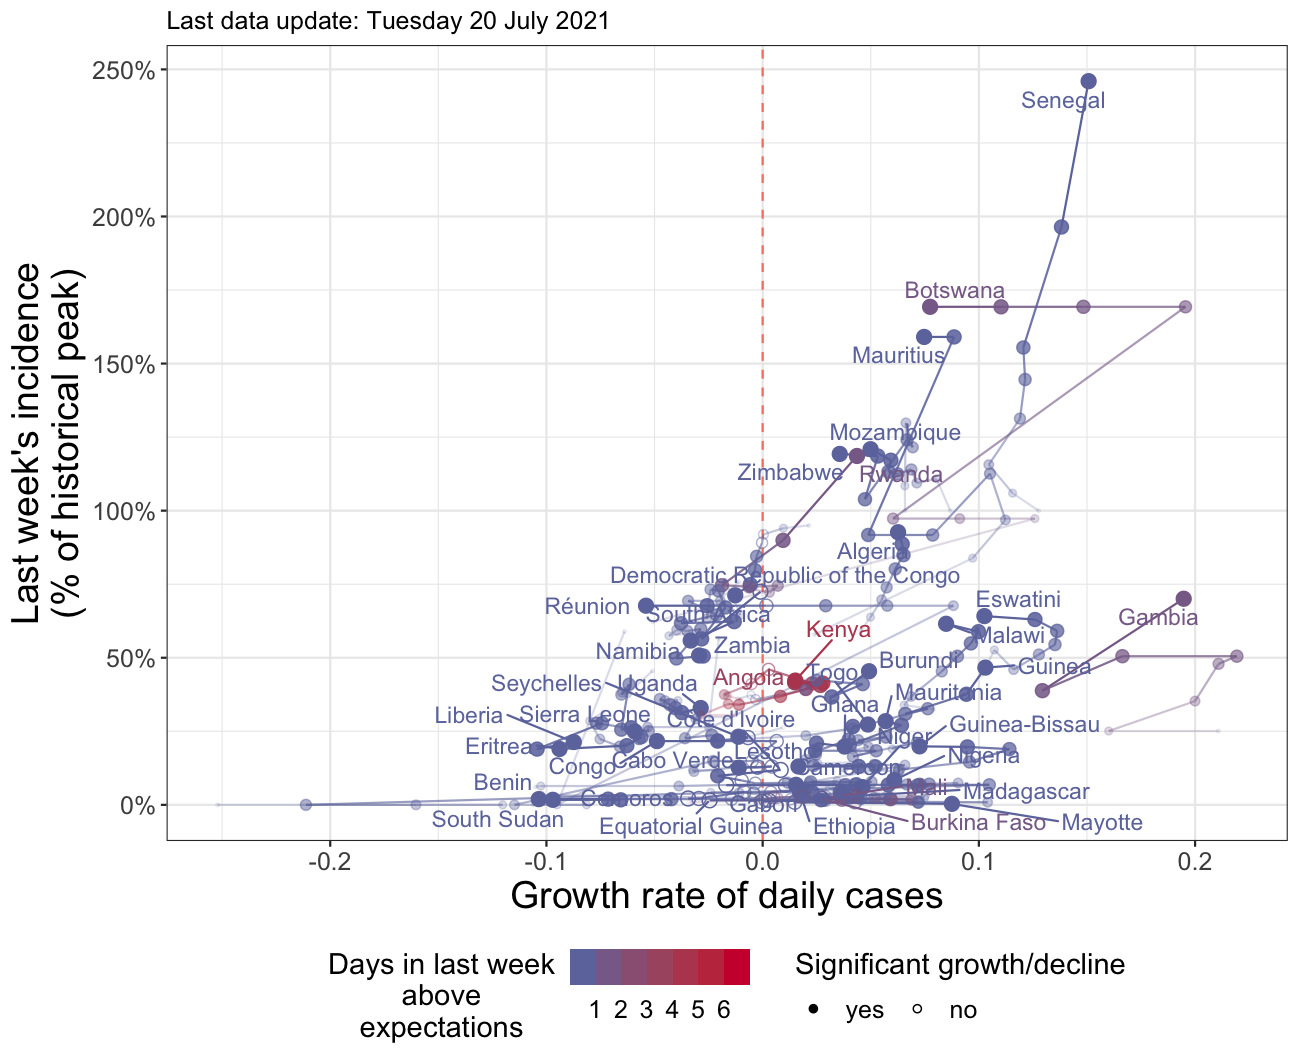 Last data update: Tuesday 20 July 2021
250%
200%
150%
100%
50%
0%
Last week's incidence
(% of historical peak)
Senegal
Botswana
Mauritius
Mozambique
Zimbabwe
Rwanda
Algeria
Democratic Republic of the Congo
Réunion
South Africa
Eswatini
Gambia
Kenya
Malawi
Namibia
Zambia
Burundi
Guinea
Angola
Togo
Seychelles
Uganda
Mauritania
Ghana
Liberia
Sierra Leone
Côte d'Ivoire
Guinea-Bissau
Niger
Eritrea
Lesotho
Nigeria
Congo
Cabo Verde
Cameroon
Benin
Mali
Madagascar
Comoros
Gabon
South Sudan
Equatorial Guinea
Ethiopia
Burkina Faso
Mayotte
-0.2
-0.1
0.0
0.1
0.2
Growth rate of daily cases
Days in last week
above
expectations
1 2 3 4 5 6
Significant growth/decline
yes
no